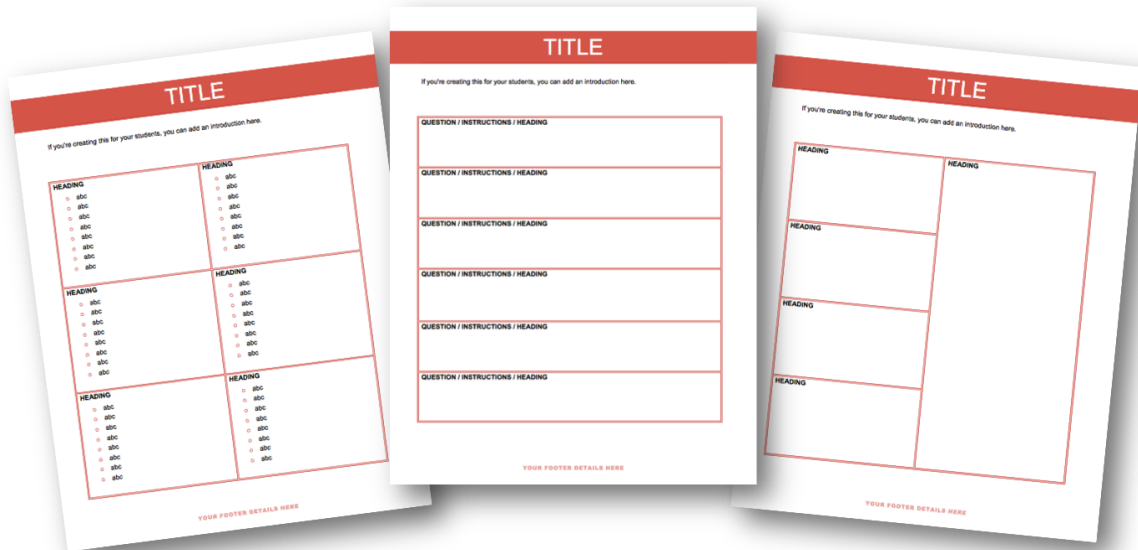 TITLE
If you're creating this for your students, you can add an introduction here.
HEADING
abc
abc
abc
abc
abc
abc
abc
abc
HEADING
abc
abc
abc
abc
abc
abc
abc
abc
HEADING
abc
abc
abc
abc
abc
abc
abc
abc
HEADING
abc
abc
abc
abc
abc
abc
abc
abc
HEADING
abc
abc
abc
abc
abc
abc
abc
abc
HEADING
abc
abc
abc
abc
abc
abc
abc
abc
YOUR FOOTER DETAILS HERE
TITLE
If you're creating this for your students, you can add an introduction here.
QUESTION / INSTRUCTIONS / HEADING
QUESTION / INSTRUCTIONS / HEADING
QUESTION / INSTRUCTIONS / HEADING
QUESTION / INSTRUCTIONS / HEADING
QUESTION / INSTRUCTIONS / HEADING
QUESTION / INSTRUCTIONS / HEADING
YOUR FOOTER DETAILS HERE
TITLE
If you're creating this for your students, you can add an introduction here.
HEADING
HEADING
HEADING
HEADING
HEADING
YOUR FOOTER DETAILS HERE